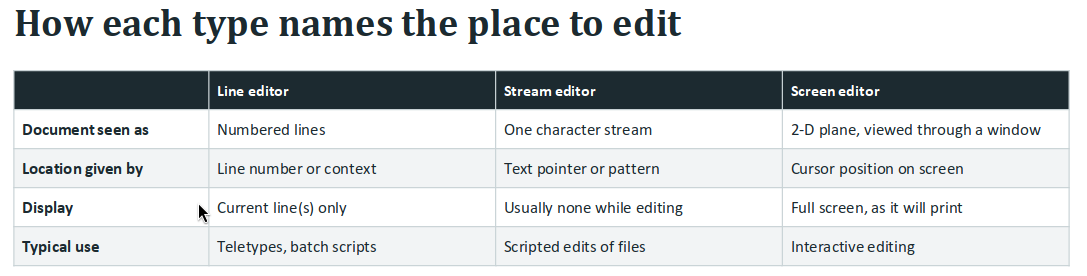 How each type names the place to edit
Line editor Stream editor Screen editor
Document seen as Numbered lines One character stream 2-D plane, viewed through a window
Location given by Line number or context Text pointer or pattern Cursor position on screen
Display Current line(s) only Usually none while editing Full screen, as it will print
Typical use Teletypes, batch scripts Scripted edits of files Interactive editing